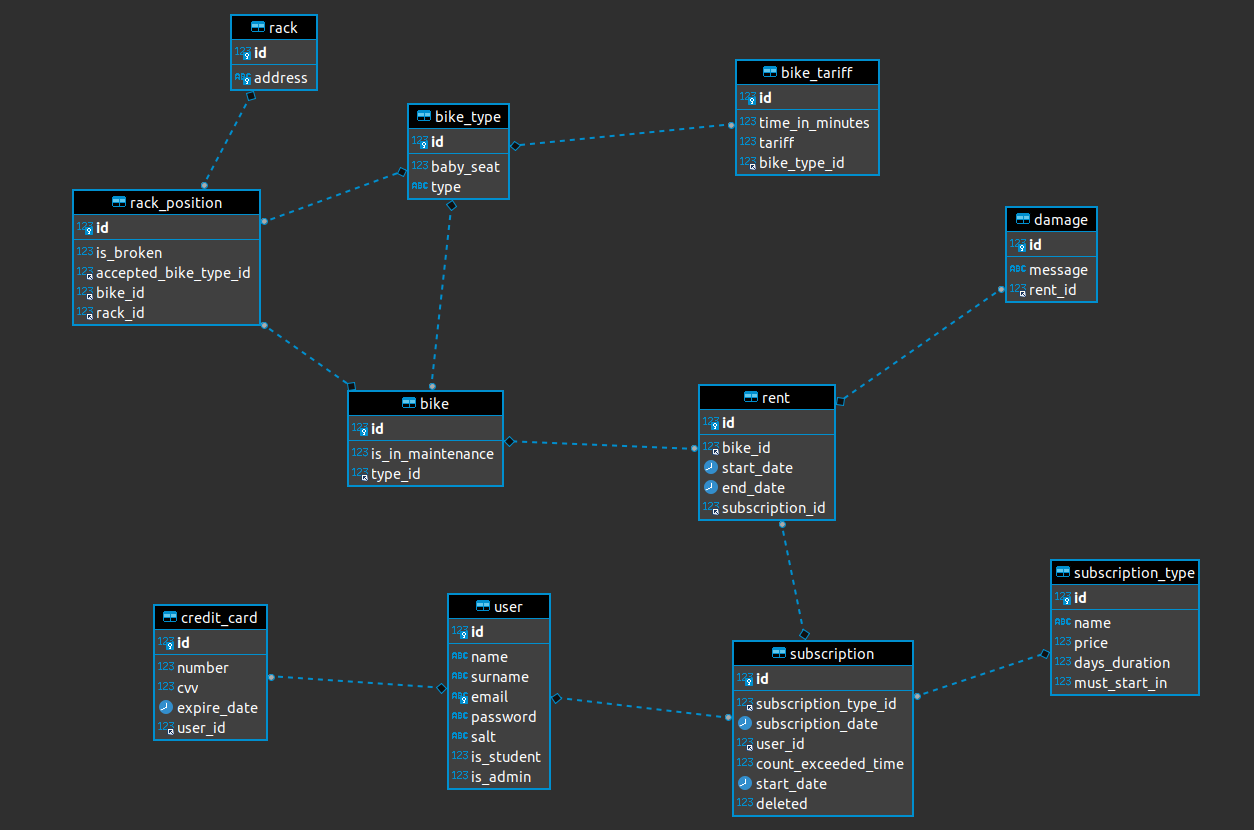 rack
123 id
ABC address
bike_type
123 id
123 baby_seat
ABC type
bike_tariff
123 id
123 time_in_minutes
123 tariff
123 bike_type_id
rack_position
123 id
123 is_broken
123 accepted_bike_type_id
123 bike_id
123 rack_id
damage
123 id
ABC message
123 rent_id
bike
123 id
123 is_in_maintenance
123 type_id
rent
123 id
123 bike_id
start_date
end_date
123 subscription_id
credit_card
123 id
123 number
123 cvv
expire_date
123 user_id
user
123 id
ABC name
ABC surname
ABC email
ABC password
ABC salt
123 is_student
123 is_admin
subscription
123 id
123 subscription_type_id
subscription_date
123 user_id
123 count_exceeded_time
start_date
123 deleted
subscription_type
123 id
ABC name
123 price
123 days_duration
123 must_start_in